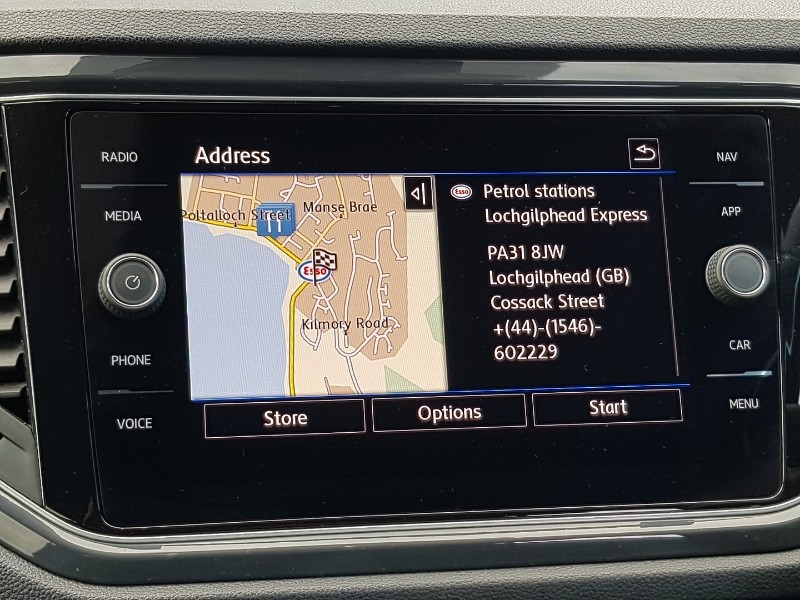 RADIO
MEDIA
PHONE
VOICE
Address
Poltalloch Street
Manse Brae
Esso
Kilmory Road
Esso
Petrol stations
Lochgilphead Express
PA31 8JW
Lochgilphead (GB)
Cossack Street
+(44)-(1546)-
602229
Store
Options
Start
NAV
APP
CAR
MENU